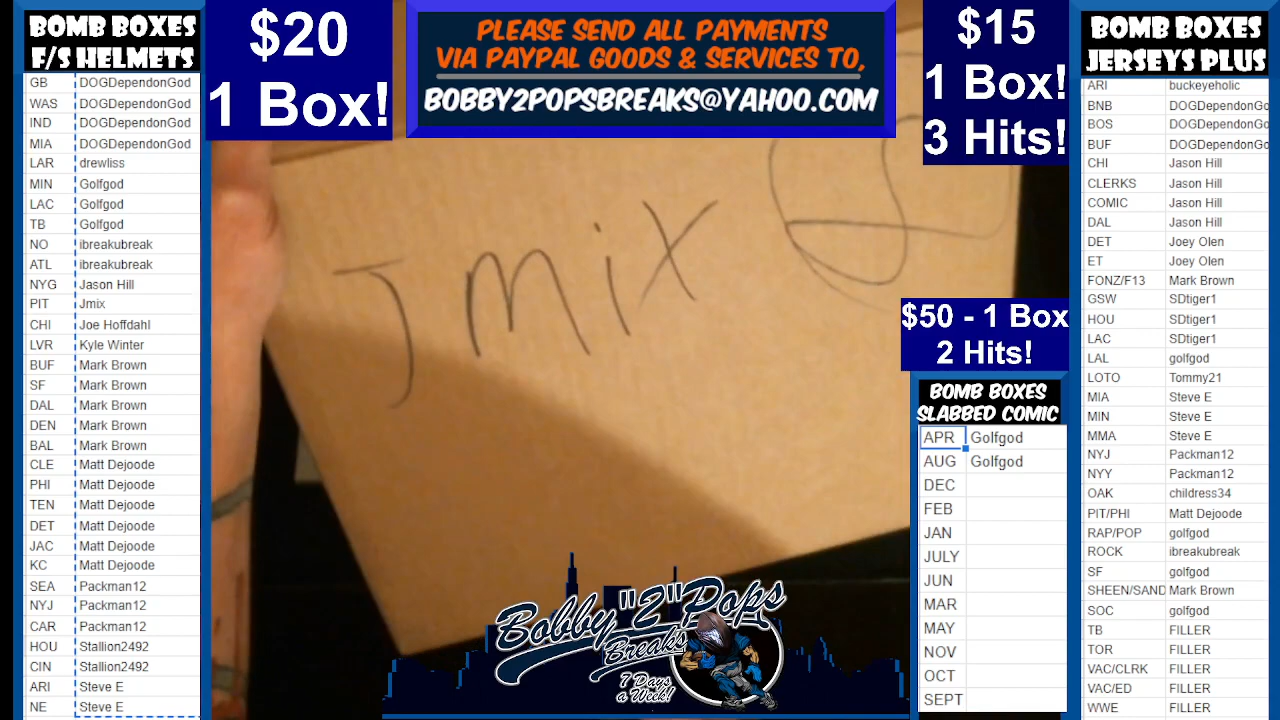 BOMB BOXES
F/S HELMETS
GB DOGDependonGod
WAS DOGDependonGod
IND DOGDependonGod
MIA DOGDependonGod
LAR drewliss
MIN Golfgod
LAC Golfgod
TB Golfgod
NO ibreakubreak
ATL ibreakubreak
NYG Jason Hill
PIT Jmix
CHI Joe Hoffdahl
LVR Kyle Winter
BUF Mark Brown
SF Mark Brown
DAL Mark Brown
DEN Mark Brown
BAL Mark Brown
CLE Matt Dejoode
PHI Matt Dejoode
TEN Matt Dejoode
DET Matt Dejoode
JAC Matt Dejoode
KC Matt Dejoode
SEA Packman12
NYJ Packman12
CAR Packman12
HOU Stallion2492
CIN Stallion2492
ARI Steve E
NE Steve E
$20
1 Box!
PLEASE SEND ALL PAYMENTS
VIA PAYPAL GOODS & SERVICES TO,
BOBBY2POPSBREAKS@YAHOO.COM
Jmix
Bobby "2" Pops
Breaks
7 Days
a Week!
$15
1 Box!
3 Hits!
$50 - 1 Box
2 Hits!
BOMB BOXES
SLABBED COMIC
APR Golfgod
AUG Golfgod
DEC
FEB
JAN
JULY
JUN
MAR
MAY
NOV
OCT
SEPT
BOMB BOXES
JERSEYS PLUS
ARI buckeyeholic
BNB DOGDependonGo
BOS DOGDependonGo
BUF DOGDependonGo
CHI Jason Hill
CLERKS Jason Hill
COMIC Jason Hill
DAL Jason Hill
DET Joey Olen
ET Joey Olen
FONZ/F13 Mark Brown
GSW SDtiger1
HOU SDtiger1
LAC SDtiger1
LAL golfgod
LOTO Tommy21
MIA Steve E
MIN Steve E
MMA Steve E
NYJ Packman12
NYY Packman12
OAK childress34
PIT/PHI Matt Dejoode
RAP/POP golfgod
ROCK ibreakubreak
SF golfgod
SHEEN/SAND Mark Brown
SOC golfgod
TB FILLER
TOR FILLER
VAC/CLRK FILLER
VAC/ED FILLER
WWE FILLER